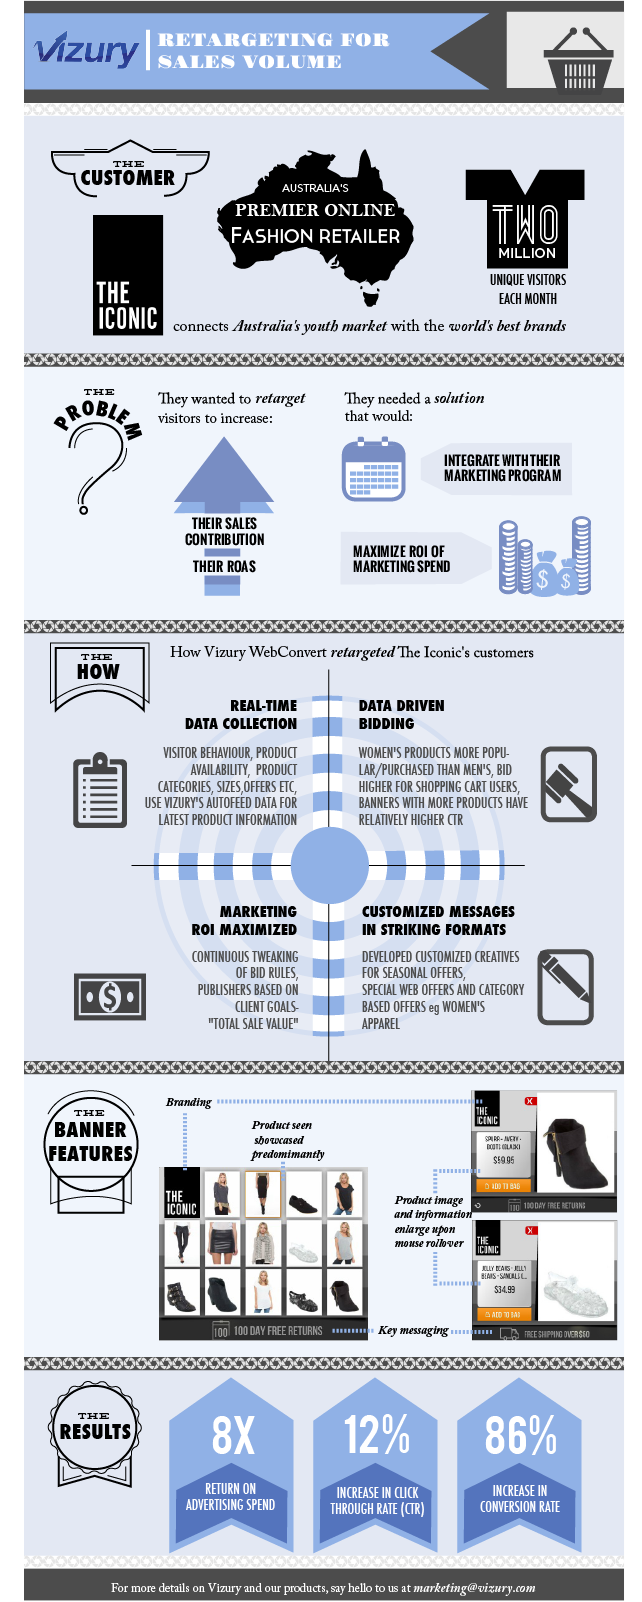 Vizury
RETARGETING FOR
SALES VOLUME
THE
CUSTOMER
AUSTRALIA'S
PREMIER ONLINE
FASHION RETAILER
TWO
MILLION
UNIQUE VISITORS
EACH MONTH
THE
ICONIC
connects Australia's youth market with the world's best brands
THE
PROBLEM
They wanted to retarget
visitors to increase:
THEIR SALES
CONTRIBUTION
THEIR ROAS
They needed a solution
that would:
INTEGRATE WITH THEIR
MARKETING PROGRAM
MAXIMIZE ROI OF
MARKETING SPEND
$ $
THE
HOW
How Vizury WebConvert retargeted The Iconic's customers
REAL-TIME
DATA COLLECTION
VISITOR BEHAVIOUR, PRODUCT
AVAILABILITY, PRODUCT
CATEGORIES, SIZES,OFFERS ETC,
USE VIZURY'S AUTOFEED DATA FOR
LATEST PRODUCT INFORMATION
DATA DRIVEN
BIDDING
WOMEN'S PRODUCTS MORE POPU-
LAR/PURCHASED THAN MEN'S, BID
HIGHER FOR SHOPPING CART USERS,
BANNERS WITH MORE PRODUCTS HAVE
RELATIVELY HIGHER CTR
MARKETING
ROI MAXIMIZED
CONTINUOUS TWEAKING
OF BID RULES,
PUBLISHERS BASED ON
CLIENT GOALS-
"TOTAL SALE VALUE"
$
CUSTOMIZED MESSAGES
IN STRIKING FORMATS
DEVELOPED CUSTOMIZED CREATIVES
FOR SEASONAL OFFERS,
SPECIAL WEB OFFERS AND CATEGORY
BASED OFFERS eg WOMEN'S
APPAREL
THE
BANNER
FEATURES
Branding
Product seen
showcased
predomimantly
THE
ICONIC
100 100 DAY FREE RETURNS
Product image
and information
enlarge upon
mouse rollover
Key messaging
THE
ICONIC
X
SPURR - AVERY -
BOOTS (BLACK)
$59.95
ADD TO BAG
100 100 DAY FREE RETURNS
THE
ICONIC
X
JELLY BEANS - JELLY
BEANS - SANDALS (...
$34.99
ADD TO BAG
FREE SHIPPING OVER $60
THE
RESULTS
8X
RETURN ON
ADVERTISING SPEND
12%
INCREASE IN CLICK
THROUGH RATE (CTR)
86%
INCREASE IN
CONVERSION RATE
For more details on Vizury and our products, say hello to us at marketing@vizury.com